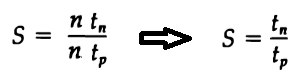 S = n tₙ / n tₚ ⇨ S = tₙ / tₚ